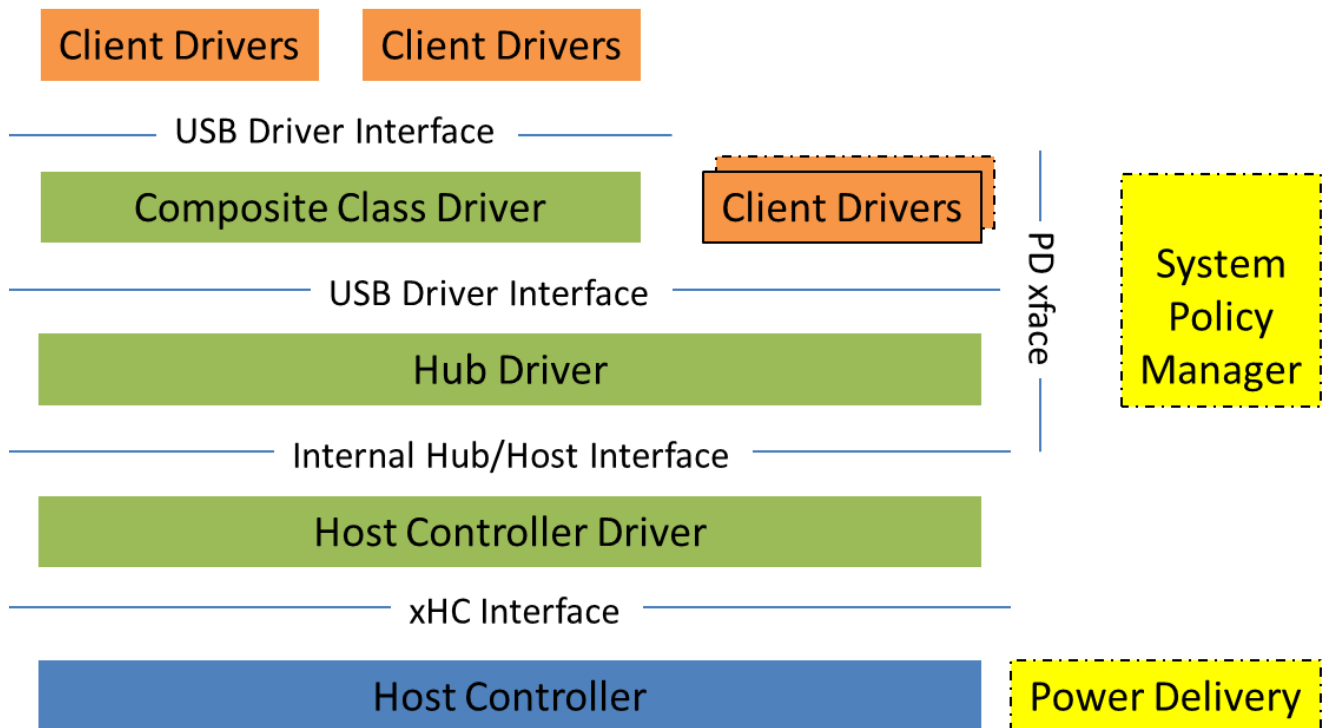 Client Drivers
Client Drivers
USB Driver Interface
Composite Class Driver
Client Drivers
PD xface
System
Policy
Manager
USB Driver Interface
Hub Driver
Internal Hub/Host Interface
Host Controller Driver
xHC Interface
Host Controller
Power Delivery